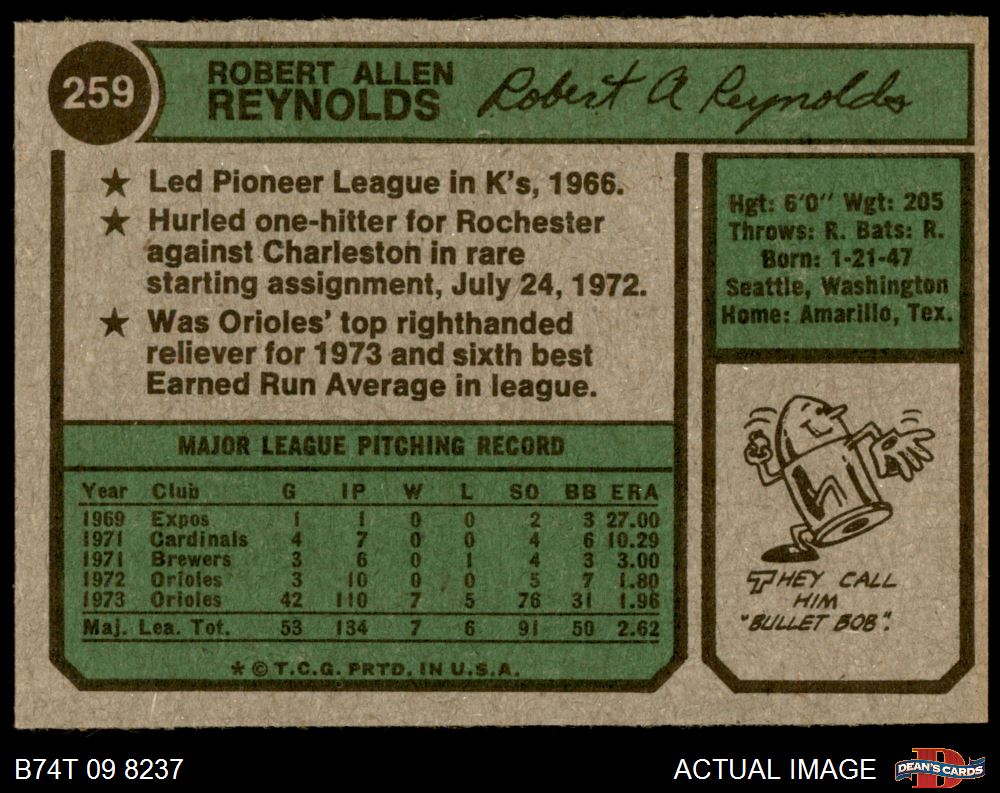 259
ROBERT ALLEN
REYNOLDS
Robert A Reynolds
★ Led Pioneer League in K's, 1966.
★ Hurled one-hitter for Rochester
against Charleston in rare
starting assignment, July 24, 1972.
★ Was Orioles' top righthanded
reliever for 1973 and sixth best
Earned Run Average in league.
MAJOR LEAGUE PITCHING RECORD
Year Club G IP W L SO BB ERA
1969 Expos 1 1 0 0 2 3 27.00
1971 Cardinals 4 7 0 0 4 6 10.29
1971 Brewers 3 6 0 1 4 3 3.00
1972 Orioles 3 10 0 0 5 7 1.80
1973 Orioles 42 110 7 5 76 31 1.96
Maj. Lea. Tot. 53 134 7 6 91 50 2.62
* © T.C.G. PRTD. IN U.S.A.
Hgt: 6'0" Wgt: 205
Throws: R. Bats: R.
Born: 1-21-47
Seattle, Washington
Home: Amarillo, Tex.
THEY CALL
HIM
"BULLET BOB".
B74T 09 8237
ACTUAL IMAGE
DEAN'S CARDS